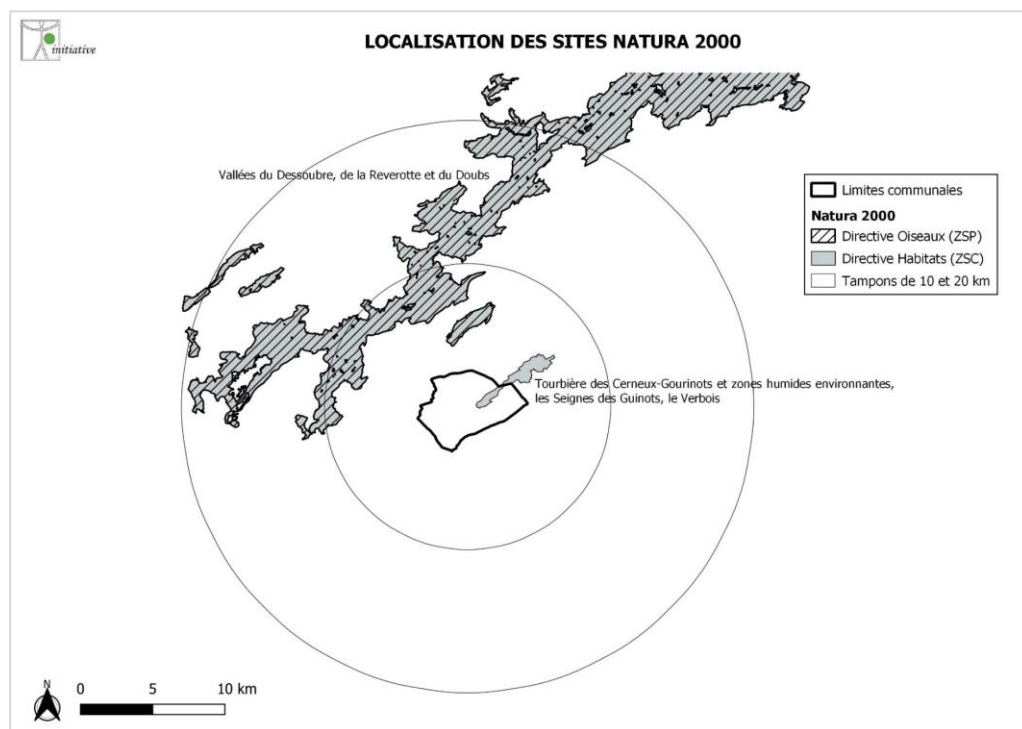 initiative
LOCALISATION DES SITES NATURA 2000
Vallées du Dessoubre, de la Reverotte et du Doubs
Limites communales
Natura 2000
Directive Oiseaux (ZSP)
Directive Habitats (ZSC)
Tampons de 10 et 20 km
Tourbière des Cerneux-Gourinots et zones humides environnantes,
les Seignes des Guinots, le Verbois
N
0 5 10 km